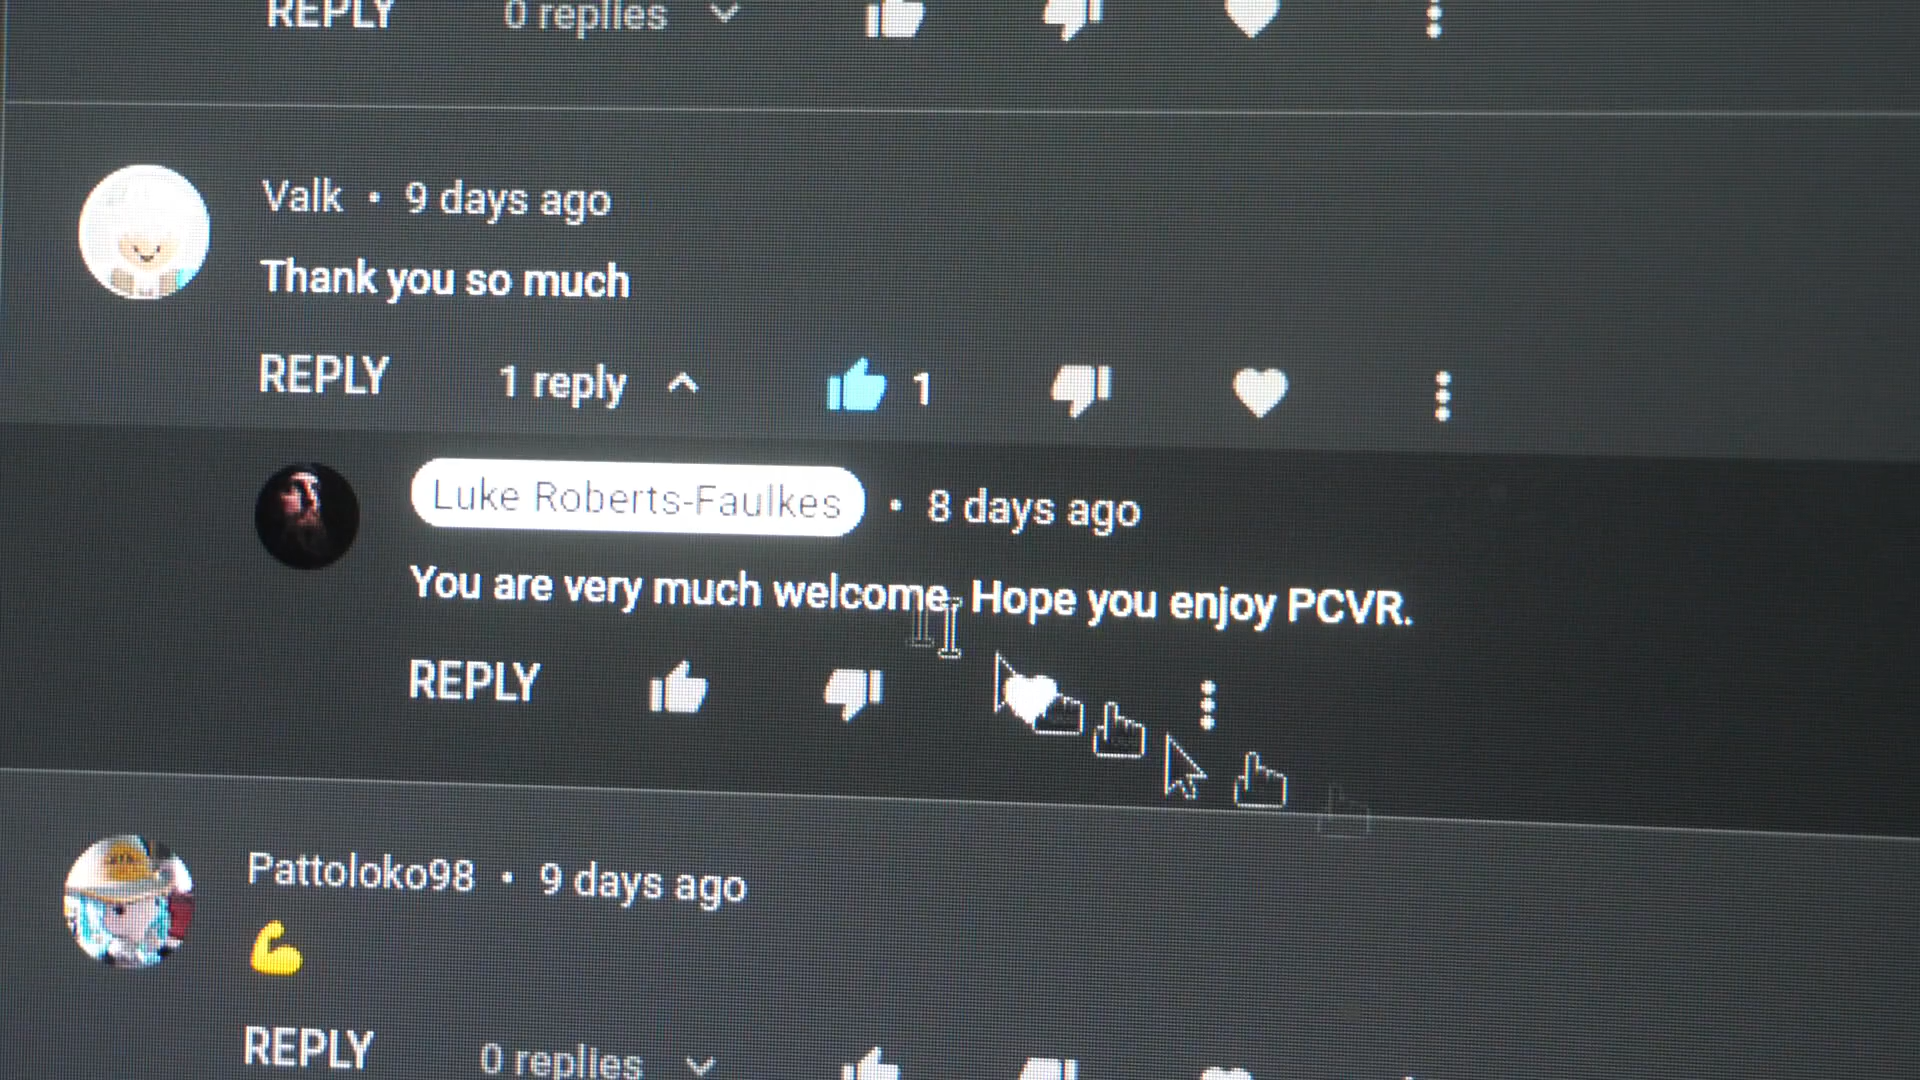 REPLY 0 replies
Valk • 9 days ago
Thank you so much
REPLY 1 reply 1
Luke Roberts-Faulkes • 8 days ago
You are very much welcome, Hope you enjoy PCVR.
REPLY
Pattoloko98 • 9 days ago
💪
REPLY 0 replies